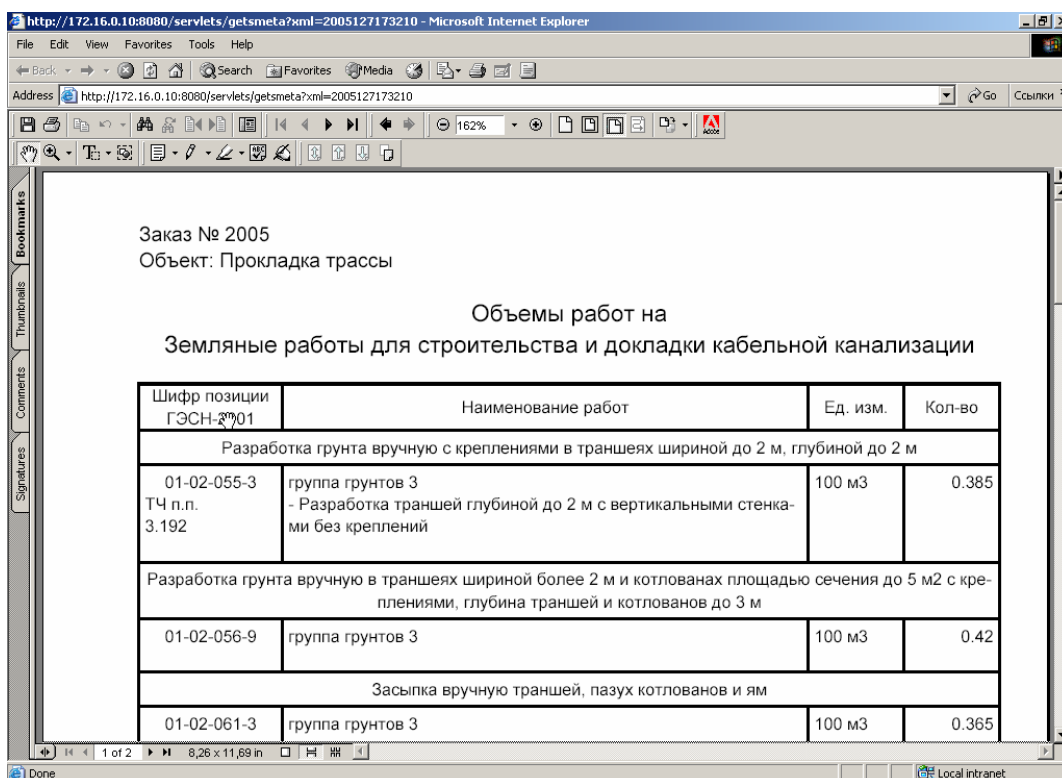 http://172.16.0.10:8080/servlets/getsmeta?xml=2005127173210 - Microsoft Internet Explorer
File Edit View Favorites Tools Help
Back Search Favorites Media
Address http://172.16.0.10:8080/servlets/getsmeta?xml=2005127173210 Go Ссылки
162% Adobe
Bookmarks
Thumbnails
Comments
Signatures
Заказ № 2005
Объект: Прокладка трассы
Объемы работ на
Земляные работы для строительства и докладки кабельной канализации
Шифр позиции
ГЭСН-2001
Наименование работ
Ед. изм.
Кол-во
Разработка грунта вручную с креплениями в траншеях шириной до 2 м, глубиной до 2 м
01-02-055-3 группа грунтов 3 100 м3 0.385
ТЧ п.п. - Разработка траншей глубиной до 2 м с вертикальными стенка-
3.192 ми без креплений
Разработка грунта вручную в траншеях шириной более 2 м и котлованах площадью сечения до 5 м2 с кре-
плениями, глубина траншей и котлованов до 3 м
01-02-056-9 группа грунтов 3 100 м3 0.42
Засыпка вручную траншей, пазух котлованов и ям
01-02-061-3 группа грунтов 3 100 м3 0.365
1 of 2 8,26 x 11,69 in
Done Local intranet